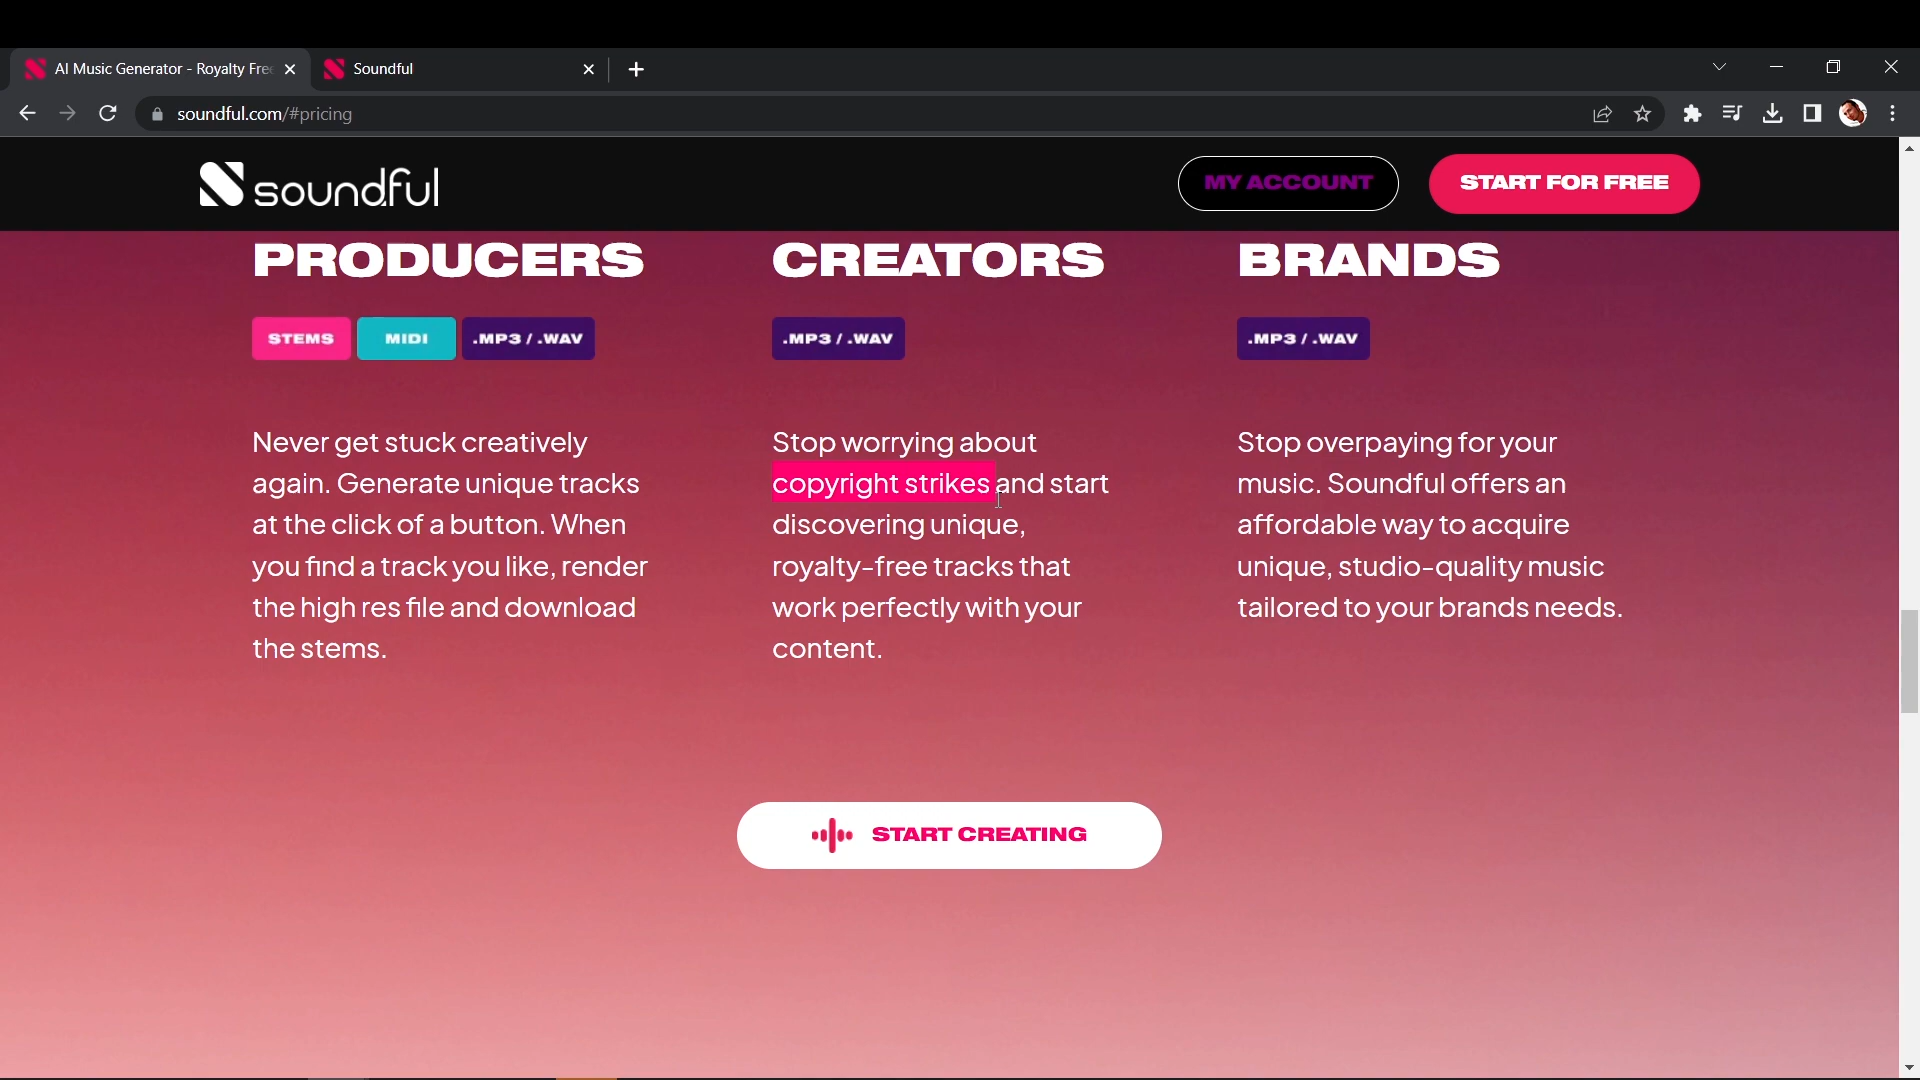 AI Music Generator - Royalty Fre
Soundful
soundful.com/#pricing
soundful
MY ACCOUNT
START FOR FREE
PRODUCERS
STEMS
MIDI
.MP3 / .WAV
Never get stuck creatively
again. Generate unique tracks
at the click of a button. When
you find a track you like, render
the high res file and download
the stems.
CREATORS
.MP3 / .WAV
Stop worrying about
copyright strikes and start
discovering unique,
royalty-free tracks that
work perfectly with your
content.
BRANDS
.MP3 / .WAV
Stop overpaying for your
music. Soundful offers an
affordable way to acquire
unique, studio-quality music
tailored to your brands needs.
START CREATING